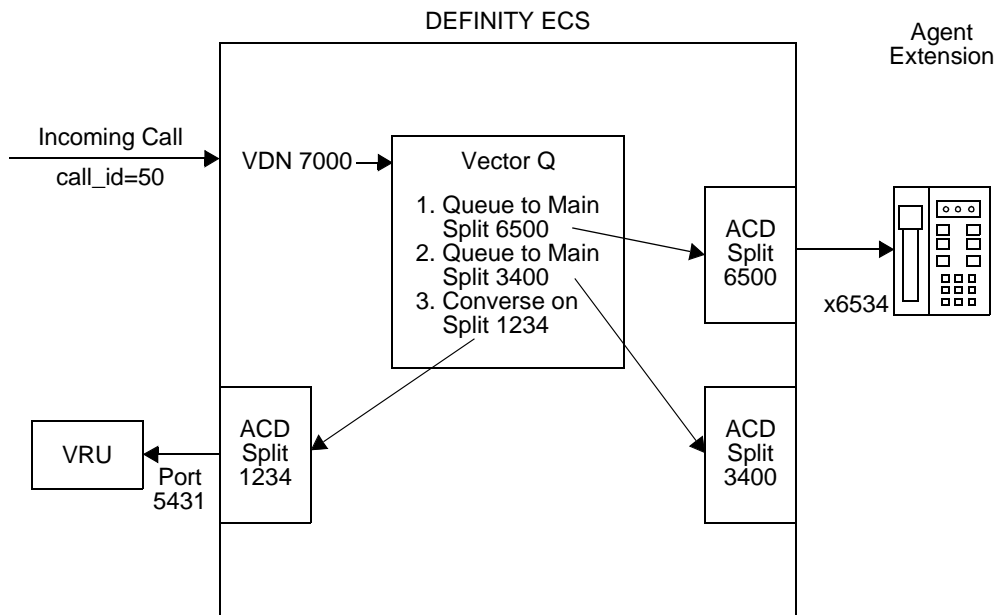 DEFINITY ECS
Agent
Extension
Incoming Call
call_id=50
VDN 7000
Vector Q
1. Queue to Main
Split 6500
2. Queue to Main
Split 3400
3. Converse on
Split 1234
ACD
Split
6500
x6534
VRU
Port
5431
ACD
Split
1234
ACD
Split
3400